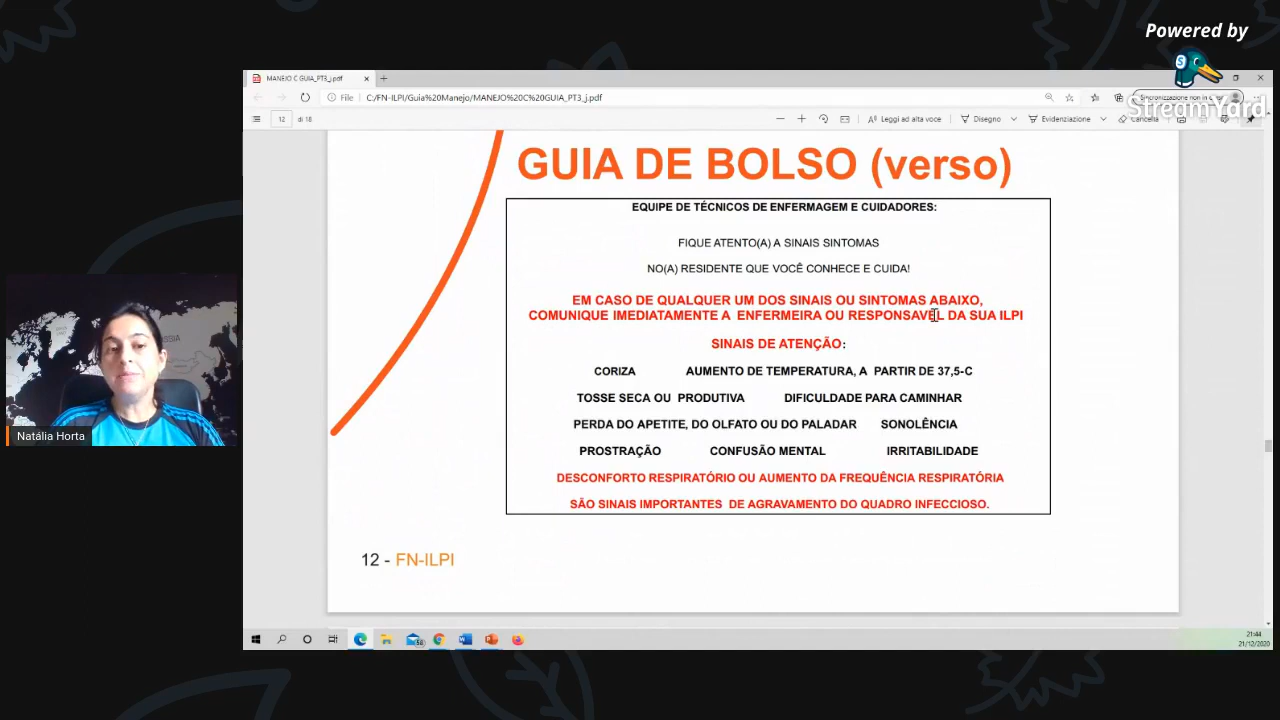 Powered by
StreamYard
MANEJO C GUIA_PT3_j.pdf
File
C:/FN-ILPI/Guia%20Manejo/MANEJO%20C%20GUIA_PT3_j.pdf
12
di 18
Leggi ad alta voce
Disegno
Evidenziazione
Cancella
GUIA DE BOLSO (verso)
EQUIPE DE TÉCNICOS DE ENFERMAGEM E CUIDADORES:
FIQUE ATENTO(A) A SINAIS SINTOMAS
NO(A) RESIDENTE QUE VOCÊ CONHECE E CUIDA!
EM CASO DE QUALQUER UM DOS SINAIS OU SINTOMAS ABAIXO,
COMUNIQUE IMEDIATAMENTE A ENFERMEIRA OU RESPONSAVEL DA SUA ILPI
SINAIS DE ATENÇÃO:
CORIZA AUMENTO DE TEMPERATURA, A PARTIR DE 37,5-C
TOSSE SECA OU PRODUTIVA DIFICULDADE PARA CAMINHAR
PERDA DO APETITE, DO OLFATO OU DO PALADAR SONOLÊNCIA
PROSTRAÇÃO CONFUSÃO MENTAL IRRITABILIDADE
DESCONFORTO RESPIRATÓRIO OU AUMENTO DA FREQUÊNCIA RESPIRATÓRIA
SÃO SINAIS IMPORTANTES DE AGRAVAMENTO DO QUADRO INFECCIOSO.
12 - FN-ILPI
Natália Horta
21:44
21/12/2020